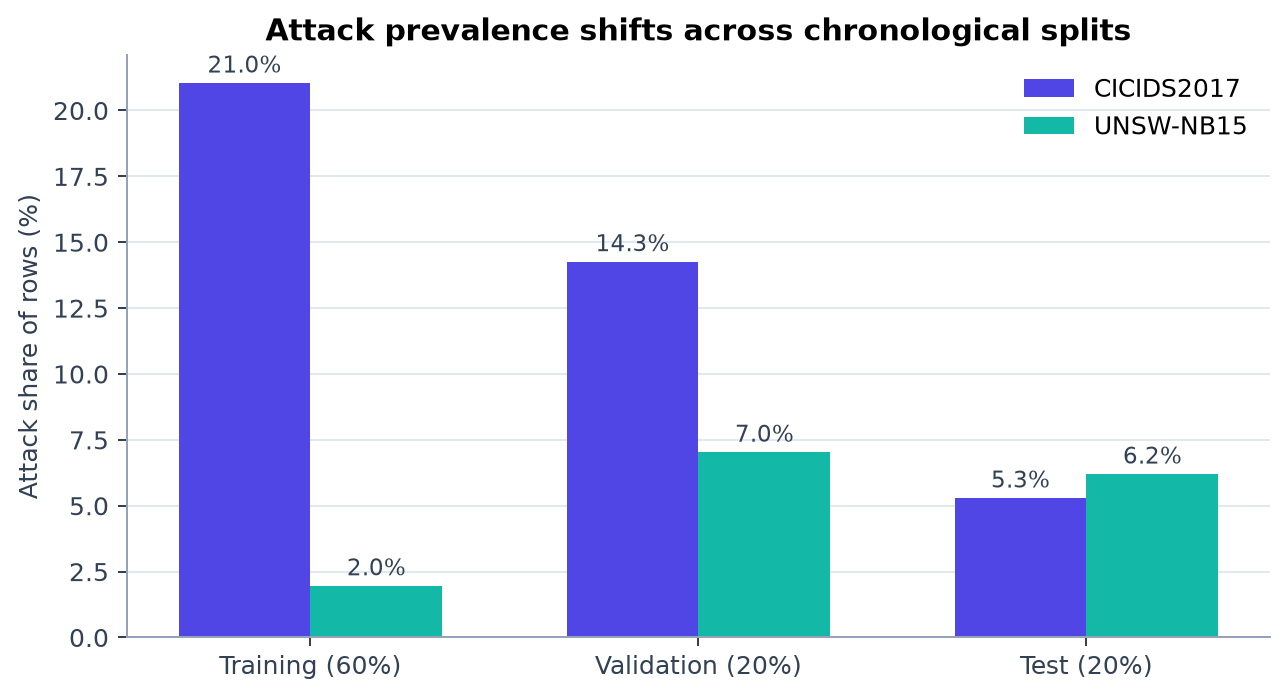 Attack prevalence shifts across chronological splits
CICIDS2017
UNSW-NB15
Attack share of rows (%)
20.0
17.5
15.0
12.5
10.0
7.5
5.0
2.5
0.0
21.0%
2.0%
14.3%
7.0%
5.3%
6.2%
Training (60%)
Validation (20%)
Test (20%)